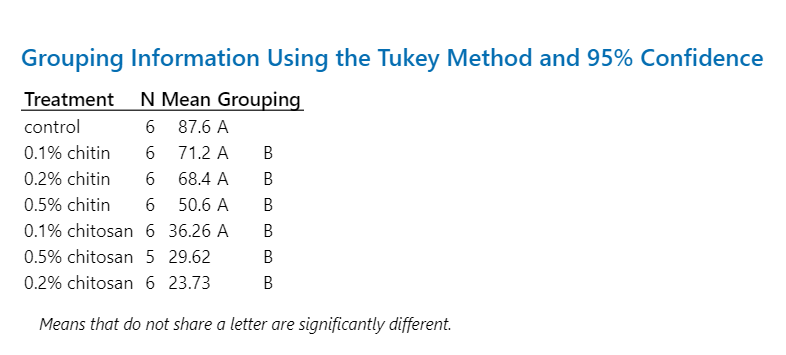 Grouping Information Using the Tukey Method and 95% Confidence
Treatment N Mean Grouping
control 6 87.6 A
0.1% chitin 6 71.2 A B
0.2% chitin 6 68.4 A B
0.5% chitin 6 50.6 A B
0.1% chitosan 6 36.26 A B
0.5% chitosan 5 29.62 B
0.2% chitosan 6 23.73 B
Means that do not share a letter are significantly different.